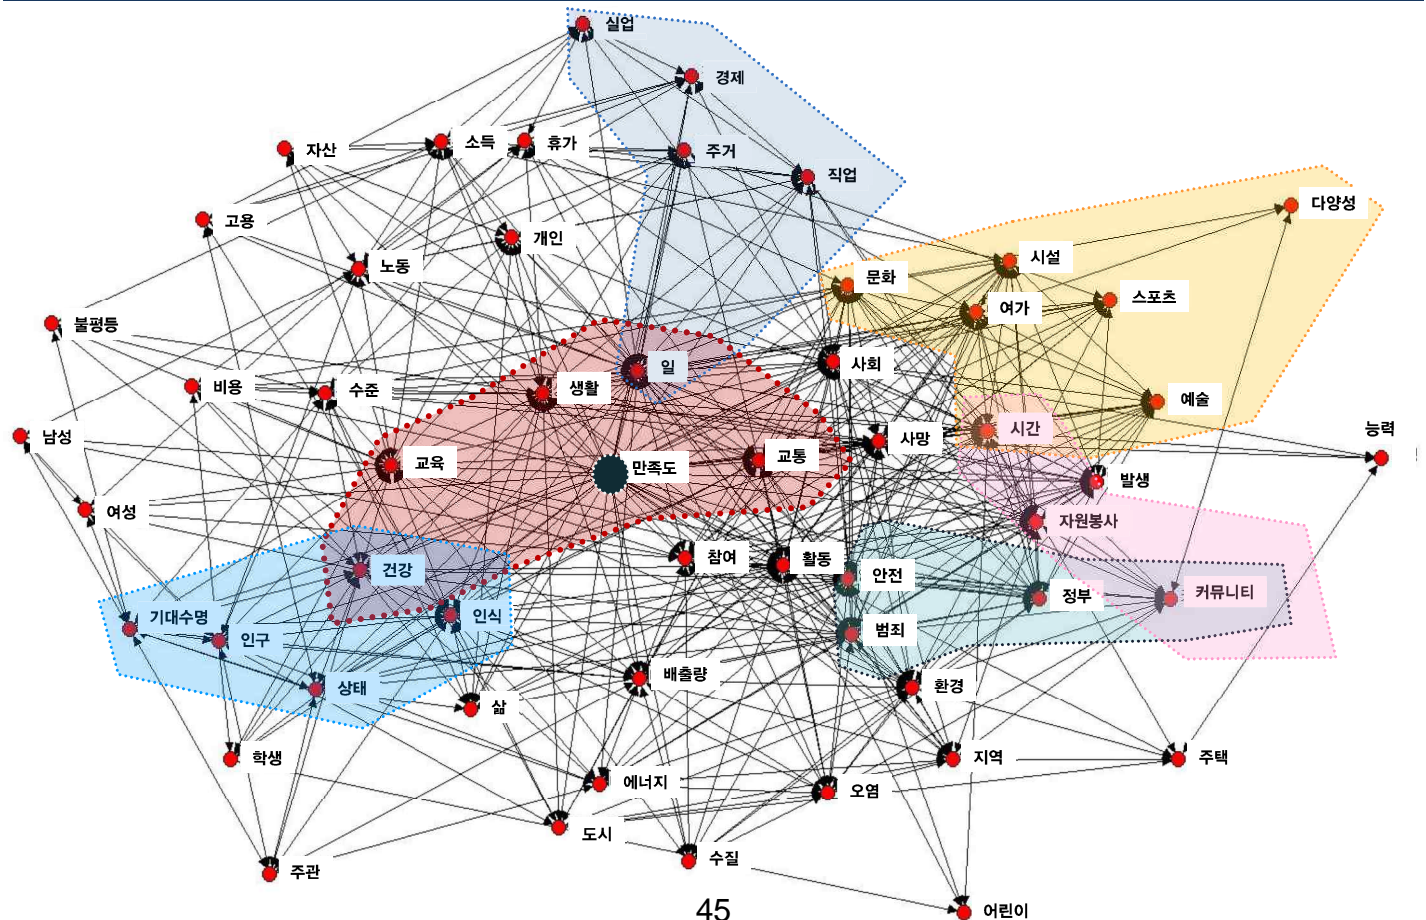 실업
경제
자산
소득
휴가
주거
직업
다양성
고용
개인
노동
시설
문화
여가
스포츠
불평등
일
사회
비용
수준
생활
예술
남성
시간
사망
능력
교육
만족도
교통
발생
여성
자원봉사
참여
활동
안전
건강
정부
커뮤니티
기대수명
인구
인식
범죄
상태
배출량
환경
삶
학생
지역
주택
에너지
오염
도시
수질
주관
어린이
45